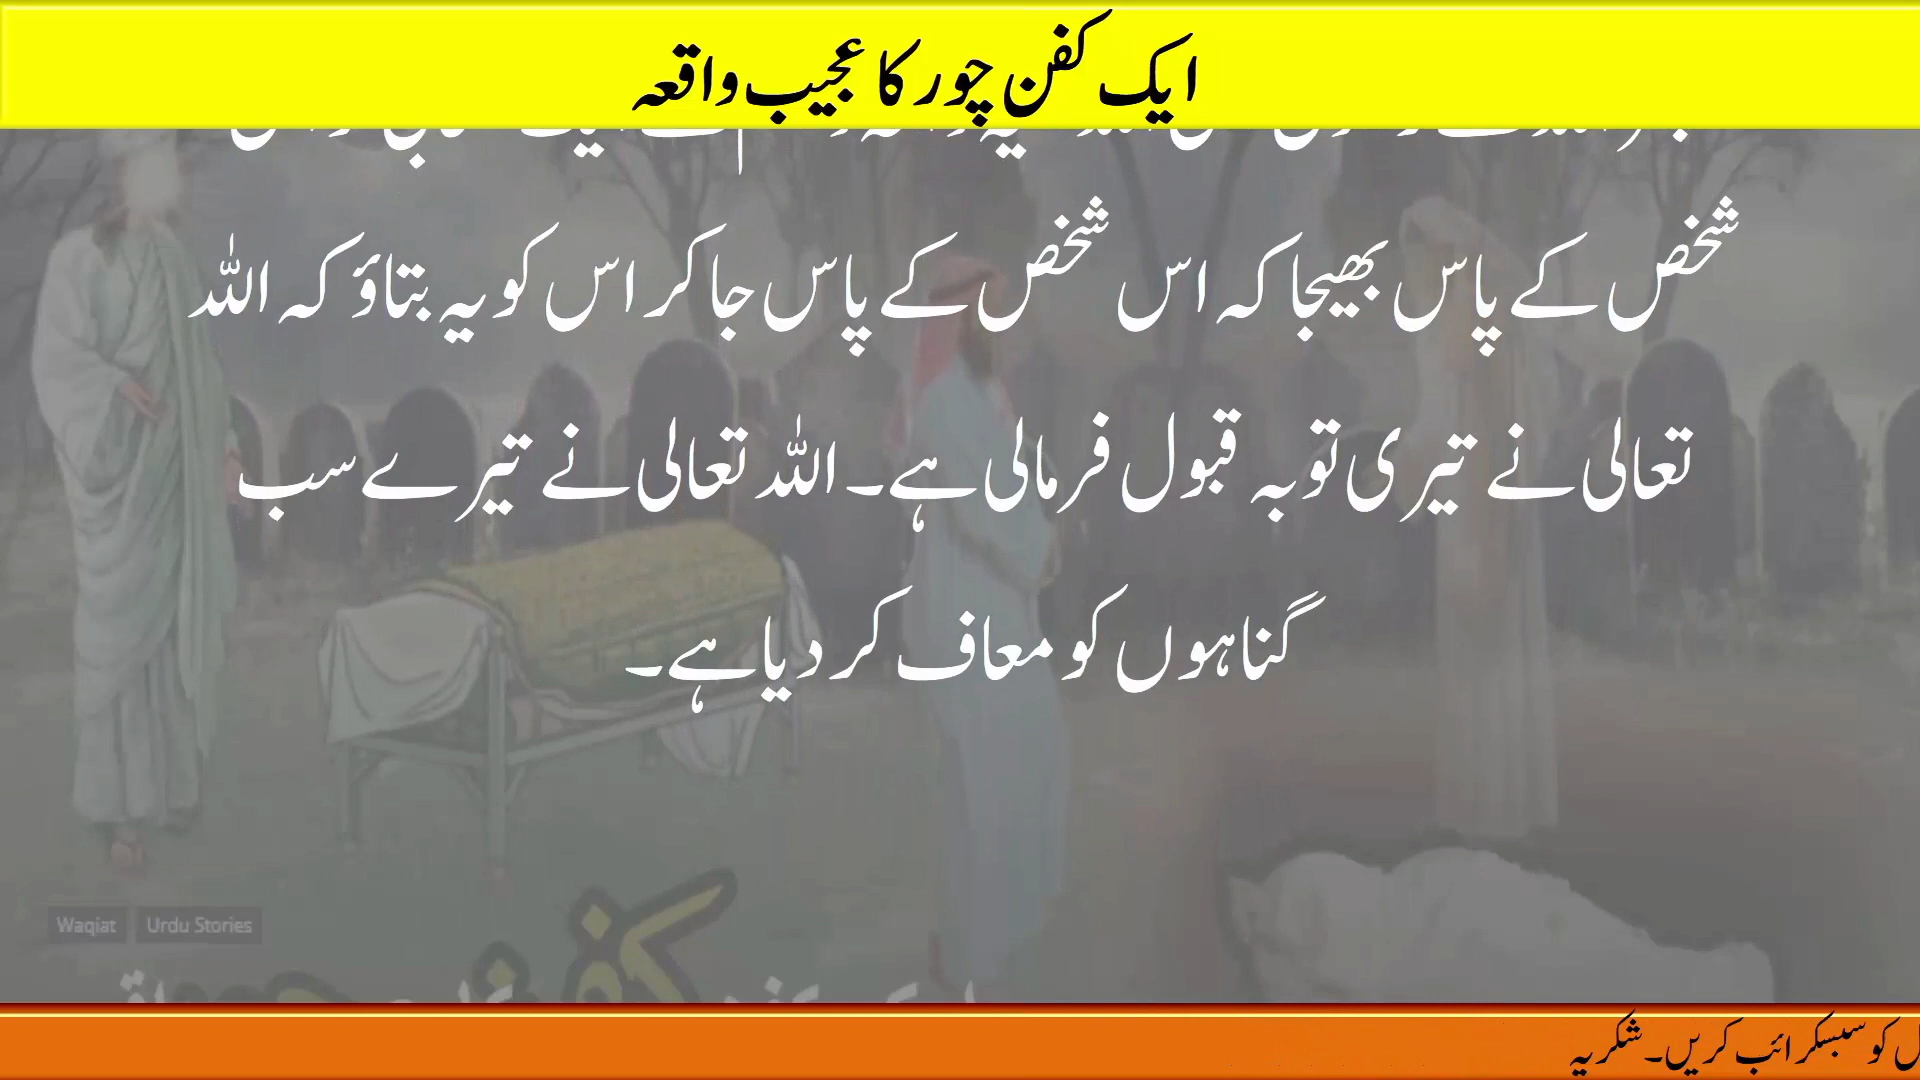 ایک کفن چور کا عجیب واقعہ
شخص کے پاس بھیجا کہ اس شخص کے پاس جا کر اس کو یہ بتاؤ کہ اللہ
تعالی نے تیری توبہ قبول فرمالی ہے۔ اللہ تعالی نے تیرے سب
گناہوں کو معاف کر دیا ہے۔
Waqiat Urdu Stories
کو سبسکرائب کریں۔ شکریہ